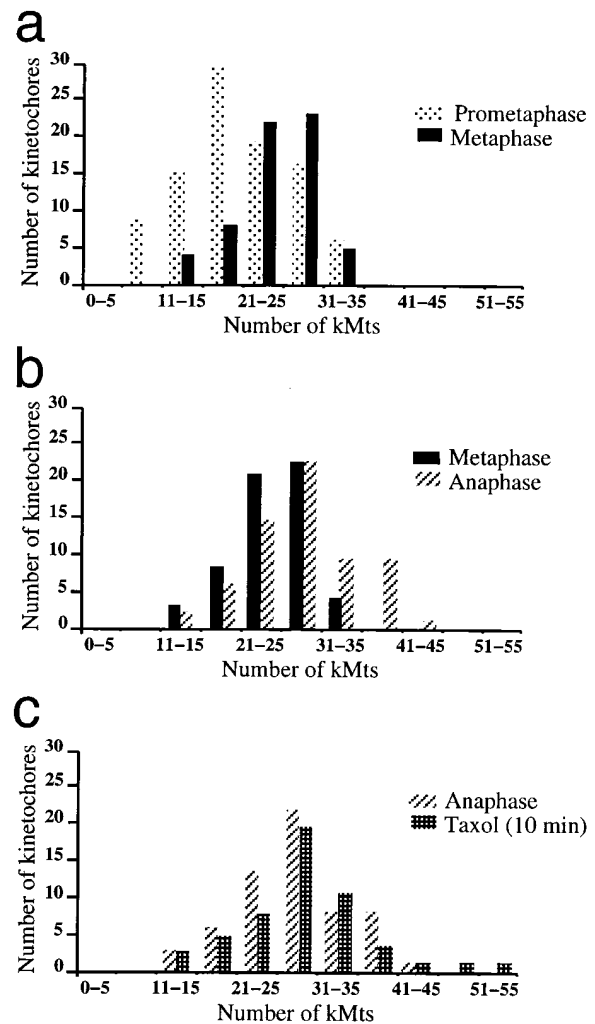 a
Number of kinetochores
30
25
20
15
10
5
0
Prometaphase
Metaphase
0–5 11–15 21–25 31–35 41–45 51–55
Number of kMts
b
Number of kinetochores
30
25
20
15
10
5
0
Metaphase
Anaphase
0–5 11–15 21–25 31–35 41–45 51–55
Number of kMts
c
Number of kinetochores
30
25
20
15
10
5
0
Anaphase
Taxol (10 min)
0–5 11–15 21–25 31–35 41–45 51–55
Number of kMts